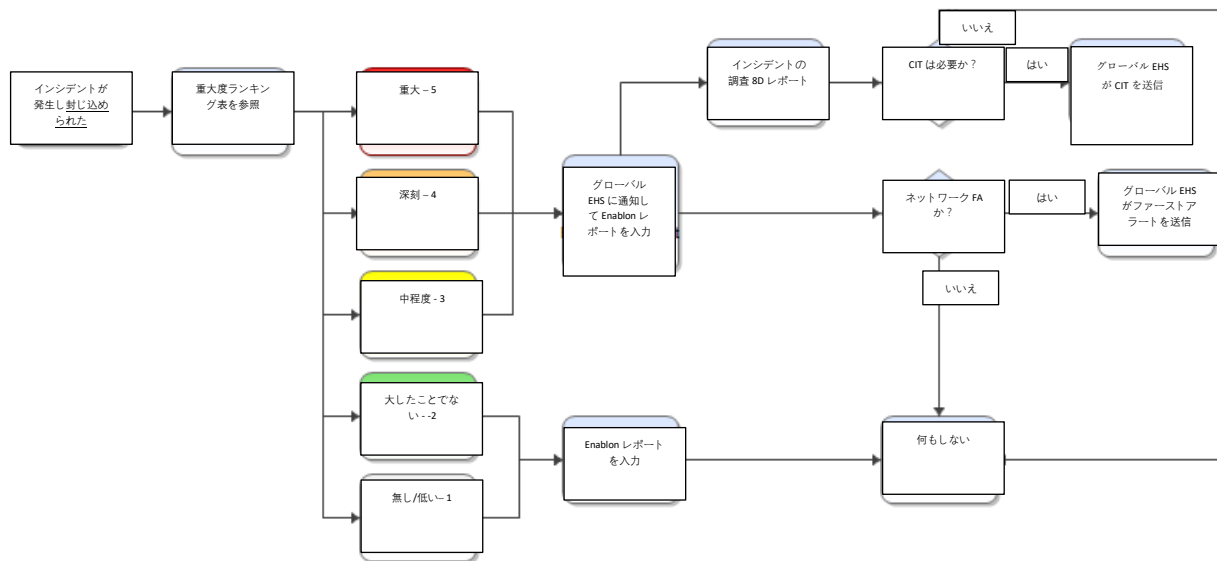 いいえ
インシデントが
発生し封じ込め
られた
重大度ランキン
グ表を参照
重大 – 5
インシデントの
調査 8D レポート
CIT は必要か？
はい
グローバル EHS
が CIT を送信
深刻 – 4
グローバル
EHS に通知し
て Enablon レ
ポートを入力
ネットワーク FA
か？
はい
グローバル EHS
がファーストア
ラートを送信
いいえ
中程度 - 3
大したことでな
い - -2
Enablon レポート
を入力
何もしない
無し/低い– 1